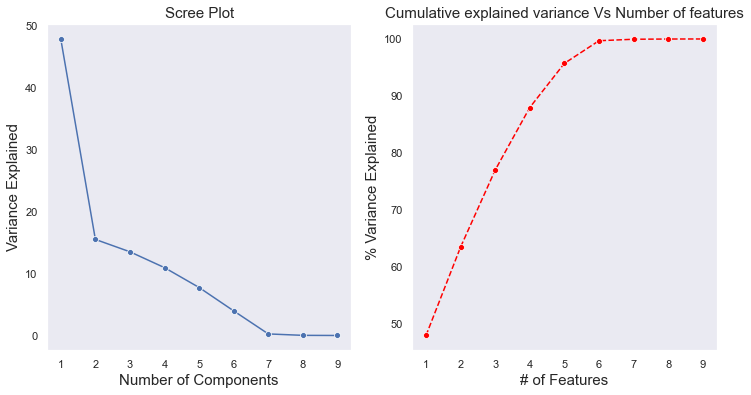 Scree Plot
Variance Explained
50
40
30
20
10
0
1 2 3 4 5 6 7 8 9
Number of Components
Cumulative explained variance Vs Number of features
% Variance Explained
100
90
80
70
60
50
1 2 3 4 5 6 7 8 9
# of Features